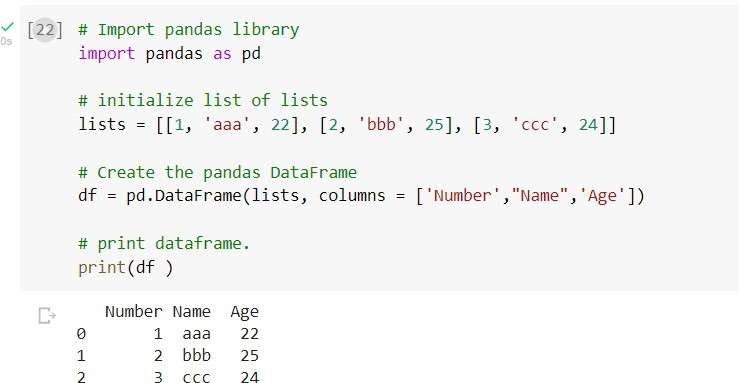 [22] # Import pandas library
import pandas as pd
# initialize list of lists
lists = [[1, 'aaa', 22], [2, 'bbb', 25], [3, 'ccc', 24]]
# Create the pandas DataFrame
df = pd.DataFrame(lists, columns = ['Number',"Name",'Age'])
# print dataframe.
print(df )
0s
Number Name Age
0 1 aaa 22
1 2 bbb 25
2 3 ccc 24